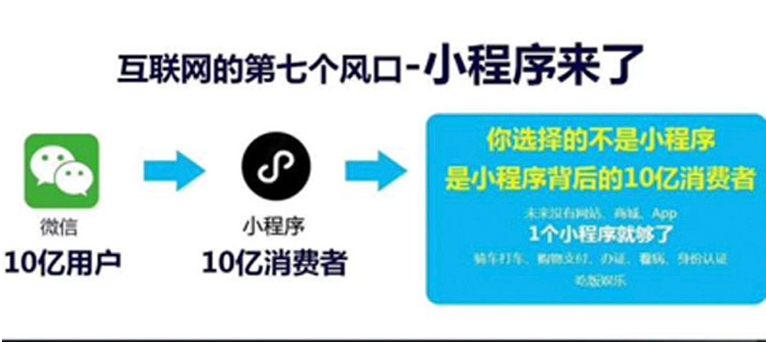 互联网的第七个风口-小程序来了
微信
10亿用户
小程序
10亿消费者
你选择的不是小程序
是小程序背后的10亿消费者
未来没有网站、商城、App
1个小程序就够了
骑车打车、购物支付、办证、看病、身份认证
吃饭娱乐